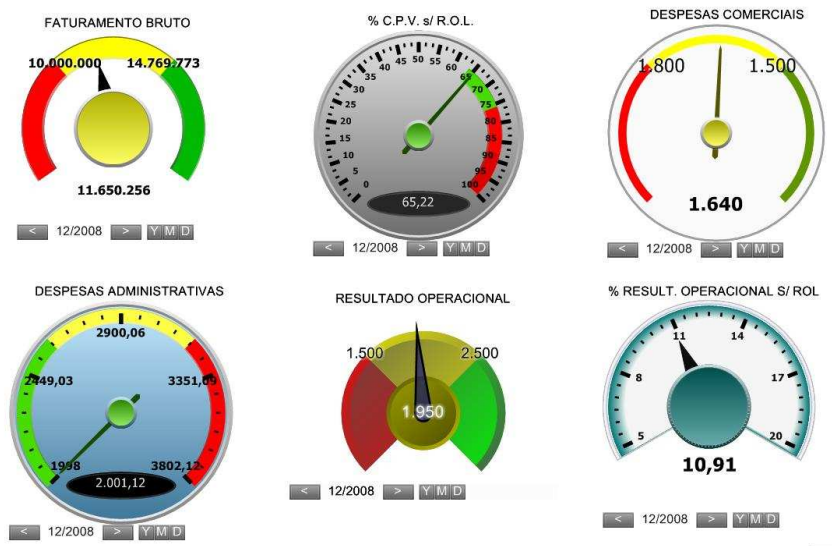 FATURAMENTO BRUTO
10.000.000 14.769.773
11.650.256
< 12/2008 > Y M D
% C.P.V. s/ R.O.L.
0 5 10 15 20 25 30 35 40 45 50 55 60 65 70 75 80 85 90 95 100
65,22
< 12/2008 > Y M D
DESPESAS COMERCIAIS
1.800 1.500
1.640
< 12/2008 > Y M D
DESPESAS ADMINISTRATIVAS
2900,06
2449,03 3351,09
1998 3802,12
2.001,12
< 12/2008 > Y M D
RESULTADO OPERACIONAL
1.500 2.500
1.950
< 12/2008 > Y M D
% RESULT. OPERACIONAL S/ ROL
11 14
8 17
5 20
10,91
< 12/2008 > Y M D